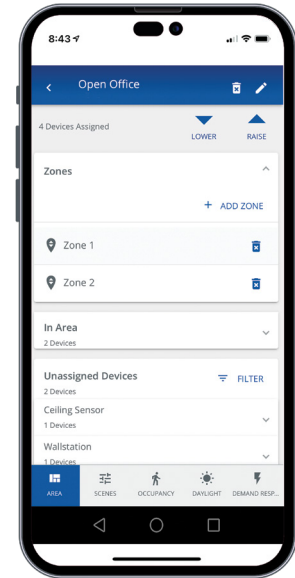 8:43
Open Office
4 Devices Assigned
LOWER
RAISE
Zones
+ ADD ZONE
Zone 1
Zone 2
In Area
2 Devices
Unassigned Devices
2 Devices
FILTER
Ceiling Sensor
1 Devices
Wallstation
1 Devices
AREA
SCENES
OCCUPANCY
DAYLIGHT
DEMAND RESP...